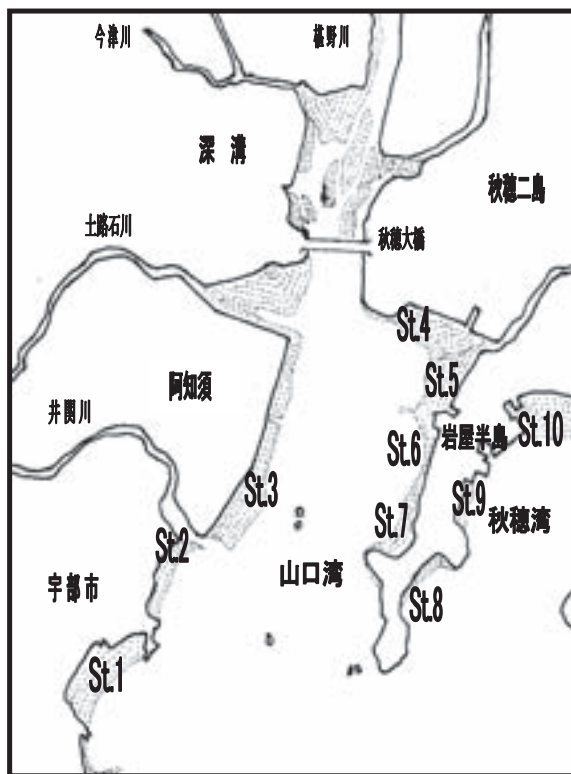 今津川
椹野川
深溝
秋穂二島
土路石川
秋穂大橋
St.4
阿知須
St.5
井関川
岩屋半島
St.10
St.6
St.3
St.9
秋穂湾
St.7
St.2
山口湾
宇部市
St.8
St.1